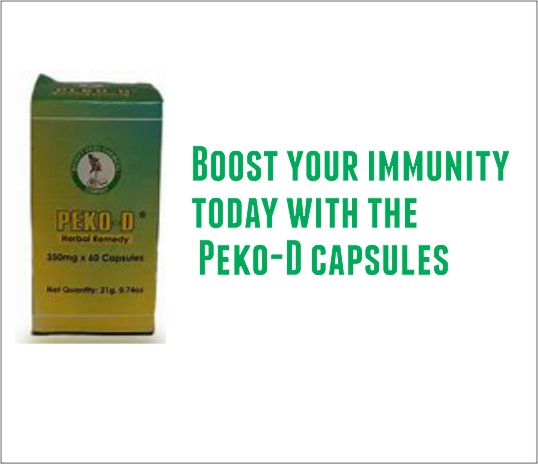 PEKO-D
PEKO-D®
Herbal Remedy
350mg x 60 Capsules
Net Quantity: 21g, 0.74oz
BOOST YOUR IMMUNITY
TODAY WITH THE
PEKO-D CAPSULES